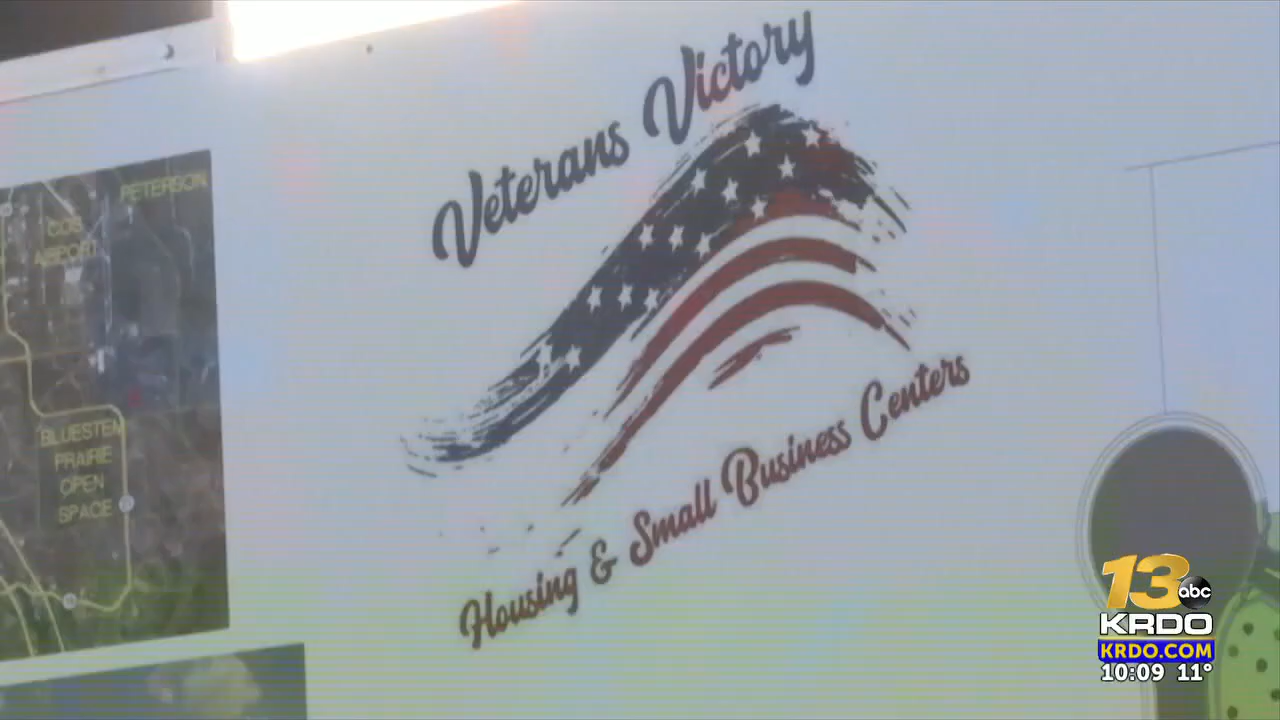 Veterans Victory
Housing & Small Business Centers
PETERSON
COS
AIRPORT
BLUESTEM
PRAIRIE
OPEN
SPACE
13
abc
KRDO
KRDO.COM
10:09 11°